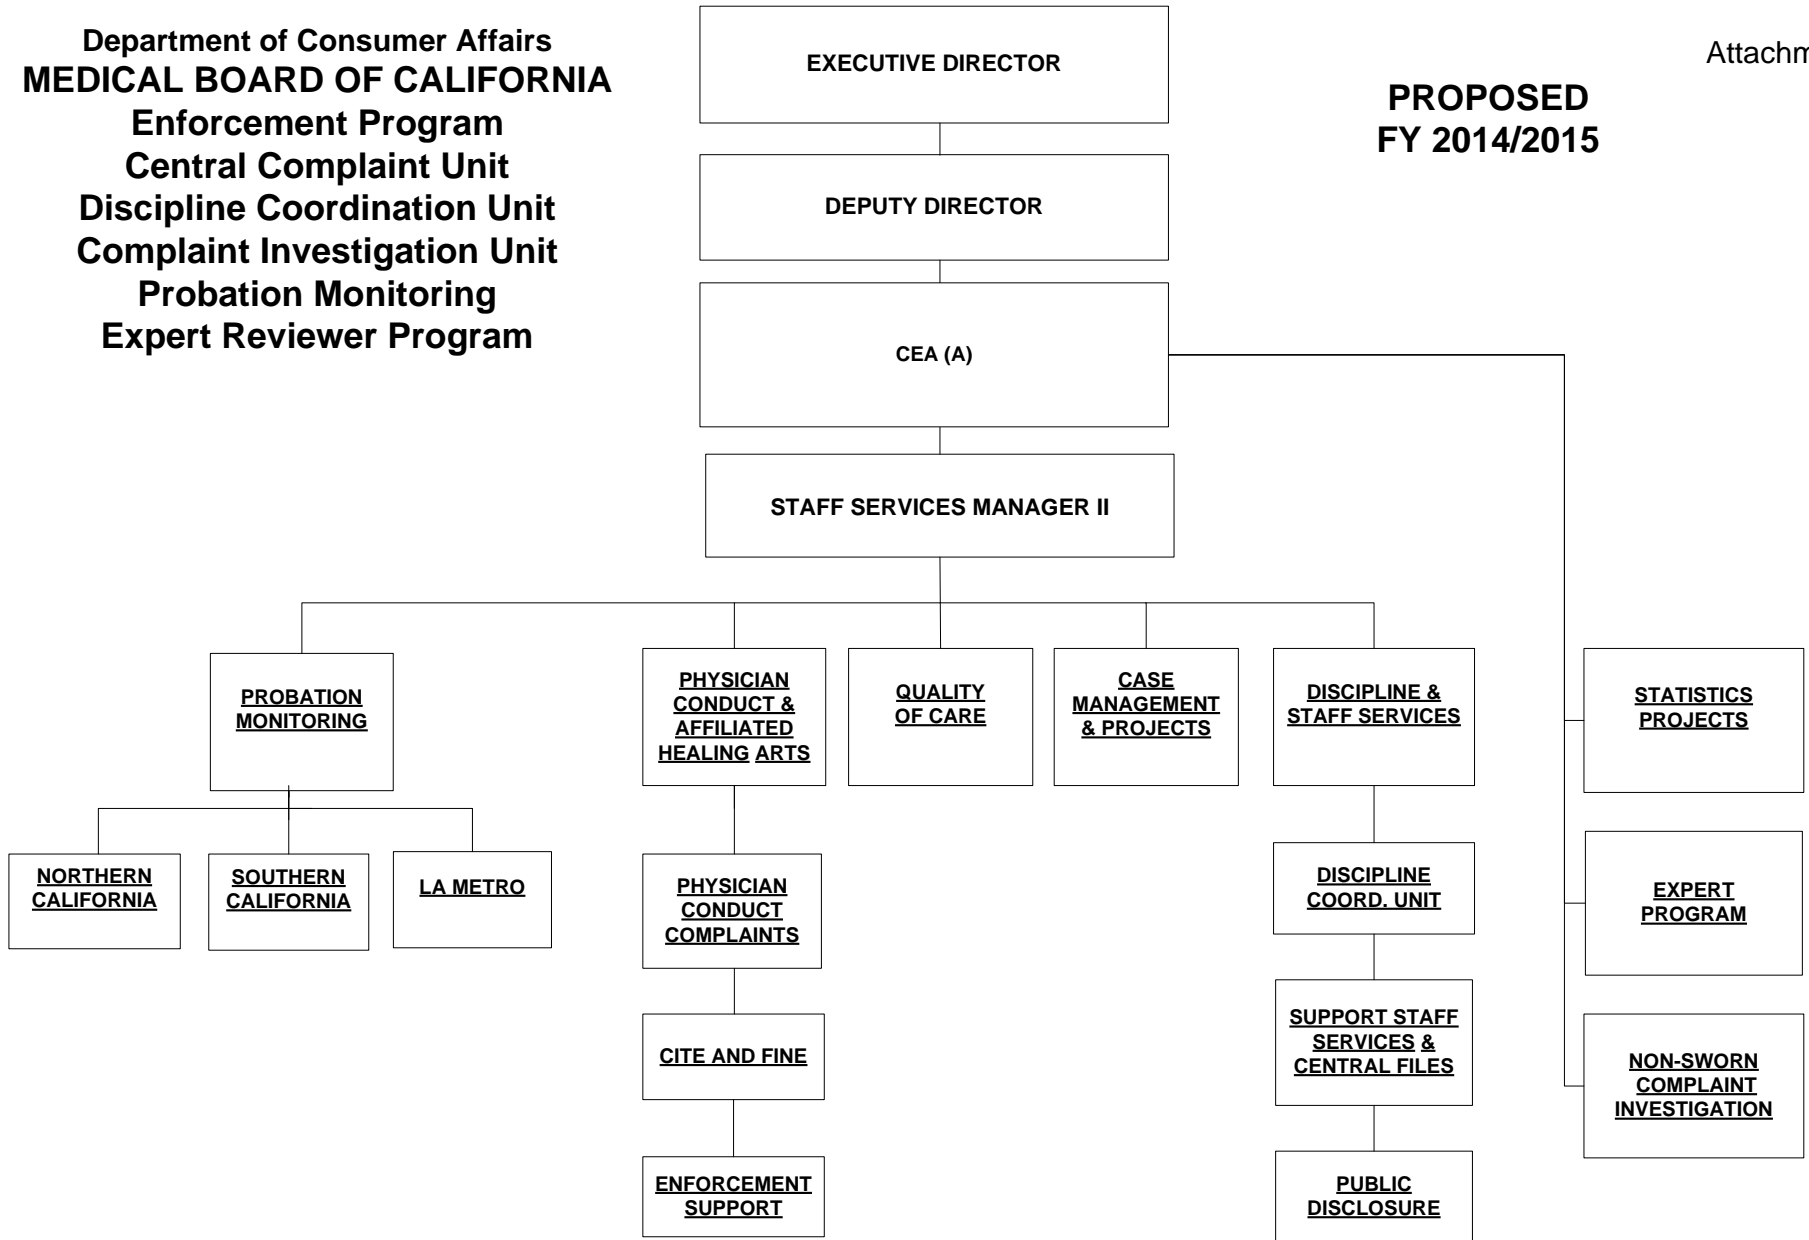 Department of Consumer Affairs
MEDICAL BOARD OF CALIFORNIA
Enforcement Program
Central Complaint Unit
Discipline Coordination Unit
Complaint Investigation Unit
Probation Monitoring
Expert Reviewer Program
EXECUTIVE DIRECTOR
Attachm
PROPOSED
FY 2014/2015
DEPUTY DIRECTOR
CEA (A)
STAFF SERVICES MANAGER II
PROBATION
MONITORING
PHYSICIAN
CONDUCT &
AFFILIATED
HEALING ARTS
QUALITY
OF CARE
CASE
MANAGEMENT
& PROJECTS
DISCIPLINE &
STAFF SERVICES
STATISTICS
PROJECTS
NORTHERN
CALIFORNIA
SOUTHERN
CALIFORNIA
LA METRO
PHYSICIAN
CONDUCT
COMPLAINTS
DISCIPLINE
COORD. UNIT
EXPERT
PROGRAM
CITE AND FINE
SUPPORT STAFF
SERVICES &
CENTRAL FILES
NON-SWORN
COMPLAINT
INVESTIGATION
ENFORCEMENT
SUPPORT
PUBLIC
DISCLOSURE